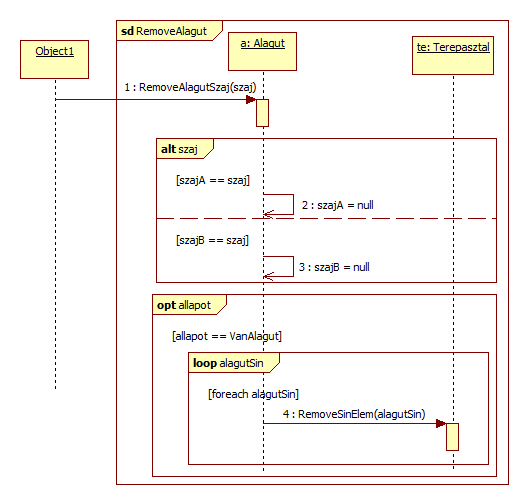 sd RemoveAlagut
Object1
a: Alagut
te: Terepasztal
1 : RemoveAlagutSzaj(szaj)
alt szaj
[szajA == szaj]
2 : szajA = null
[szajB == szaj]
3 : szajB = null
opt allapot
[allapot == VanAlagut]
loop alagutSin
[foreach alagutSin]
4 : RemoveSinElem(alagutSin)